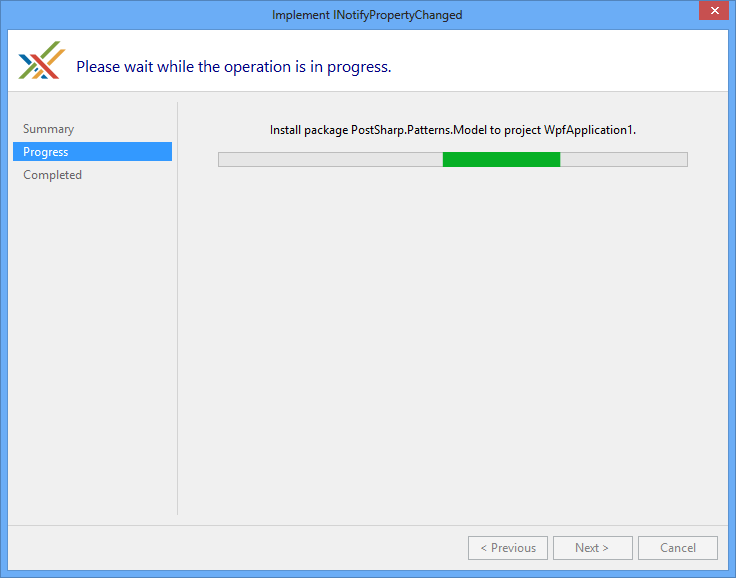 Implement INotifyPropertyChanged
Please wait while the operation is in progress.
Summary
Progress
Completed
Install package PostSharp.Patterns.Model to project WpfApplication1.
< Previous
Next >
Cancel